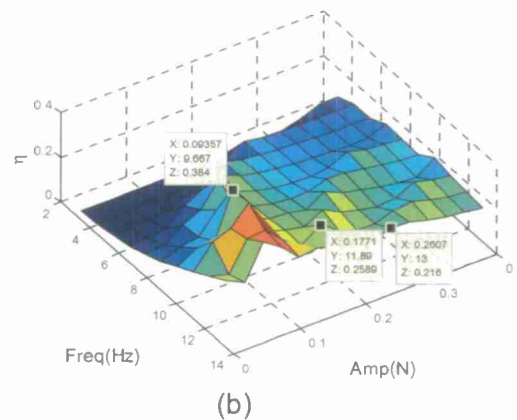 0.4
0.2
0
η
X: 0.09357
Y: 9.667
Z: 0.384
X: 0.1771
Y: 11.89
Z: 0.2589
X: 0.2607
Y: 13
Z: 0.216
2
4
6
8
10
12
14
Freq(Hz)
0
0.1
0.2
0.3
Amp(N)
(b)